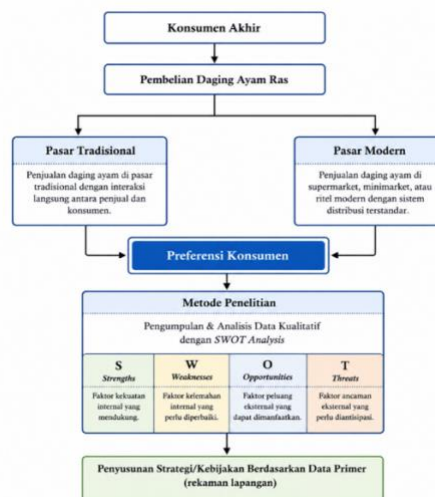 Konsumen Akhir
Pembelian Daging Ayam Ras
Pasar Tradisional
Penjualan daging ayam di pasar
tradisional dengan interaksi
langsung antara penjual dan
konsumen.
Pasar Modern
Penjualan daging ayam di
supermarket, minimarket, atau
ritel modern dengan sistem
distribusi terstandar.
Preferensi Konsumen
Metode Penelitian
Pengumpulan & Analisis Data Kualitatif
dengan SWOT Analysis
S
Strengths
Faktor kekuatan
internal yang
mendukung.
W
Weaknesses
Faktor kelemahan
internal yang
perlu diperbaiki.
O
Opportunities
Faktor peluang
eksternal yang
dapat dimanfaatkan.
T
Threats
Faktor ancaman
eksternal yang
perlu diantisipasi.
Penyusunan Strategi/Kebijakan Berdasarkan Data Primer
(rekaman lapangan)